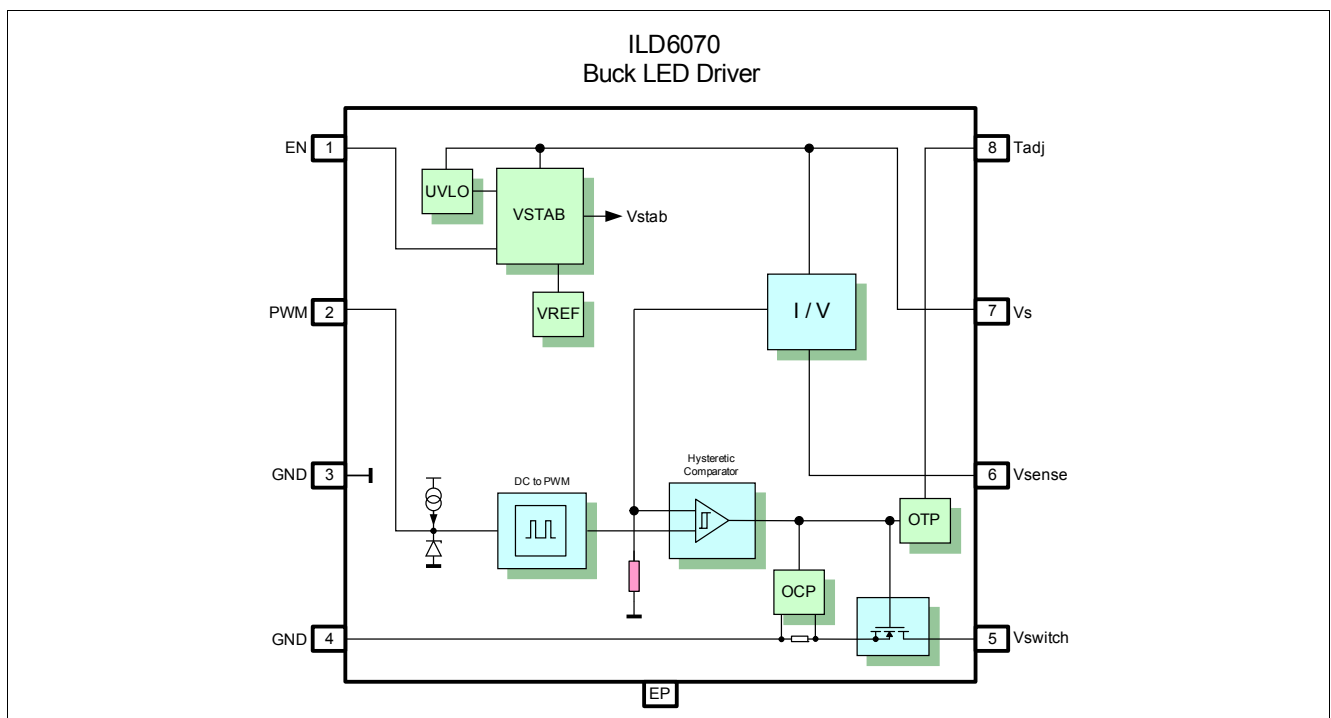 ILD6070
Buck LED Driver
EN 1
8 Tadj
UVLO
VSTAB
Vstab
VREF
PWM 2
I / V
7 Vs
GND 3
Hysteretic
Comparator
DC to PWM
6 Vsense
OTP
OCP
GND 4
5 Vswitch
EP